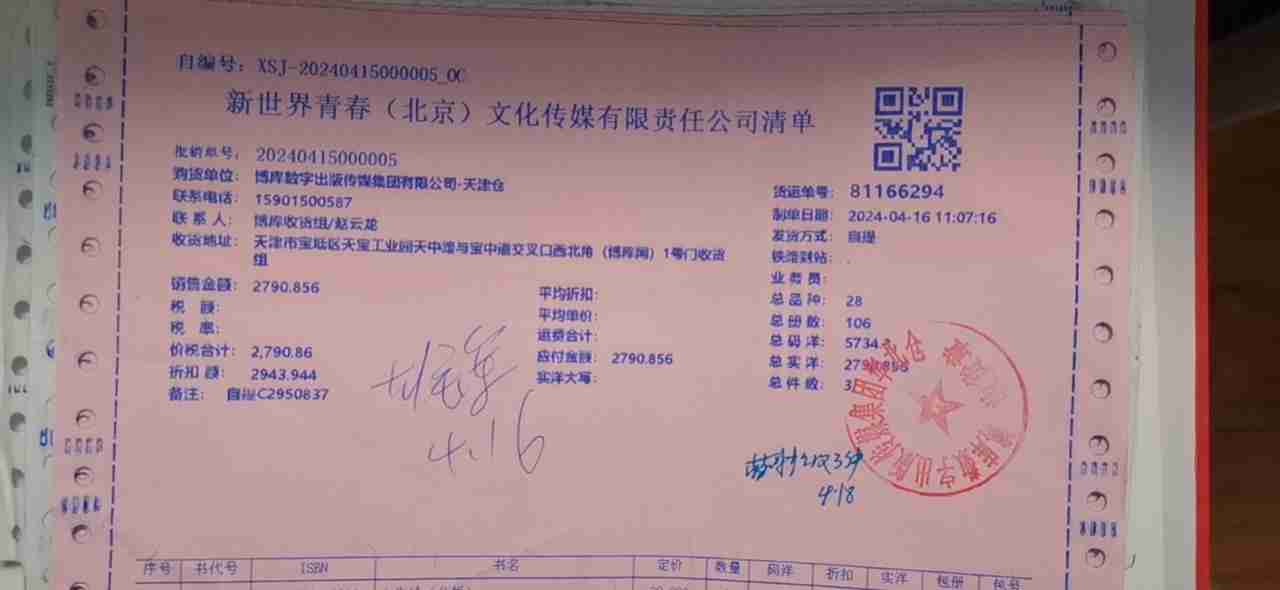 自编号：XSJ-20240415000005_0C
新世界青春（北京）文化传媒有限责任公司清单
批销单号：20240415000005
购货单位：博库数字出版传媒集团有限公司-天津仓
联系电话：15901500587
联 系 人：博库收货组/赵云龙
收货地址：天津市宝坻区天宝工业园天中道与宝中道交叉口西北角（博库网）1号门收货
组
货运单号：81166294
制单日期：2024-04-16 11:07:16
发货方式：自提
铁路到站：.
业 务 员：
销售金额：2790.856
税 额：
税 率：
价税合计：2,790.86
折扣 额：2943.944
备注：自提C2950837
平均折扣：
平均单价：
退费合计：
应付金额：2790.856
实洋大写：
总 品 种：28
总 册 数：106
总 码 洋：5734
总 实 洋：2790.856
总 件 数：3
4.16
4.18
序号 书代号 ISBN 书名 定价 数量 码洋 折扣 实洋 包册 包号